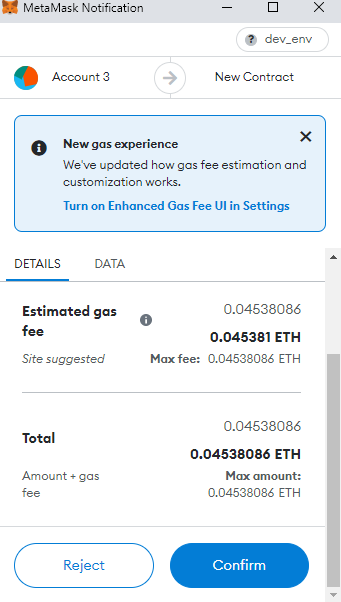 MetaMask Notification
dev_env
Account 3
New Contract
New gas experience
We've updated how gas fee estimation and
customization works.
Turn on Enhanced Gas Fee UI in Settings
DETAILS
DATA
Estimated gas
fee
0.04538086
0.045381 ETH
Site suggested
Max fee: 0.04538086 ETH
Total
0.04538086
0.04538086 ETH
Amount + gas
fee
Max amount:
0.04538086 ETH
Reject
Confirm